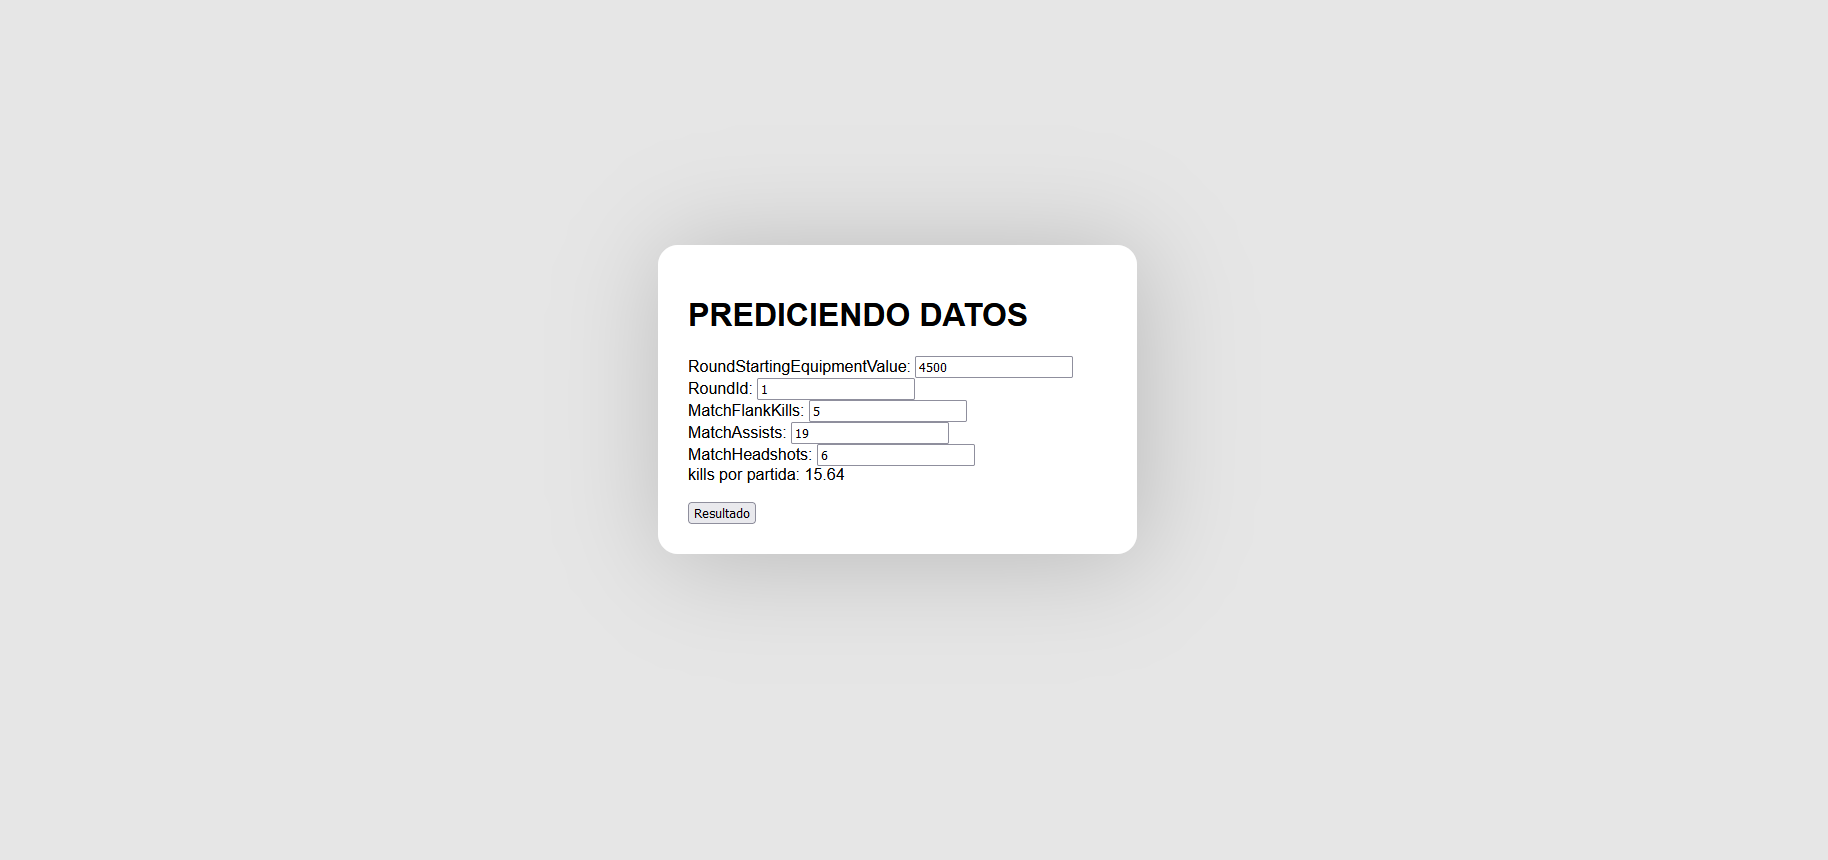 PREDICIENDO DATOS
RoundStartingEquipmentValue: 4500
RoundId: 1
MatchFlankKills: 5
MatchAssists: 19
MatchHeadshots: 6
kills por partida: 15.64
Resultado